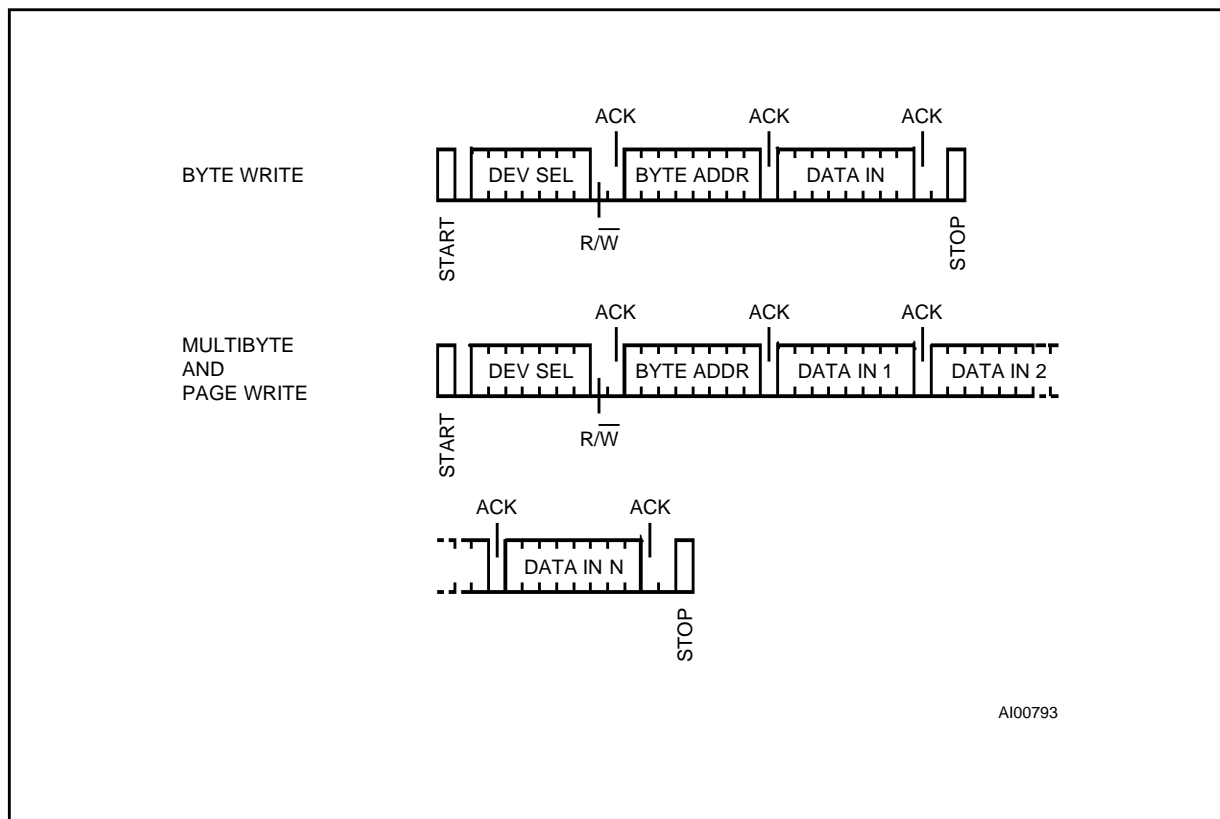 ACK ACK ACK
BYTE WRITE DEV SEL BYTE ADDR DATA IN
R/W̅
START STOP
ACK ACK ACK
MULTIBYTE
AND
PAGE WRITE
DEV SEL BYTE ADDR DATA IN 1 DATA IN 2
R/W̅
START
ACK ACK
DATA IN N
STOP
AI00793